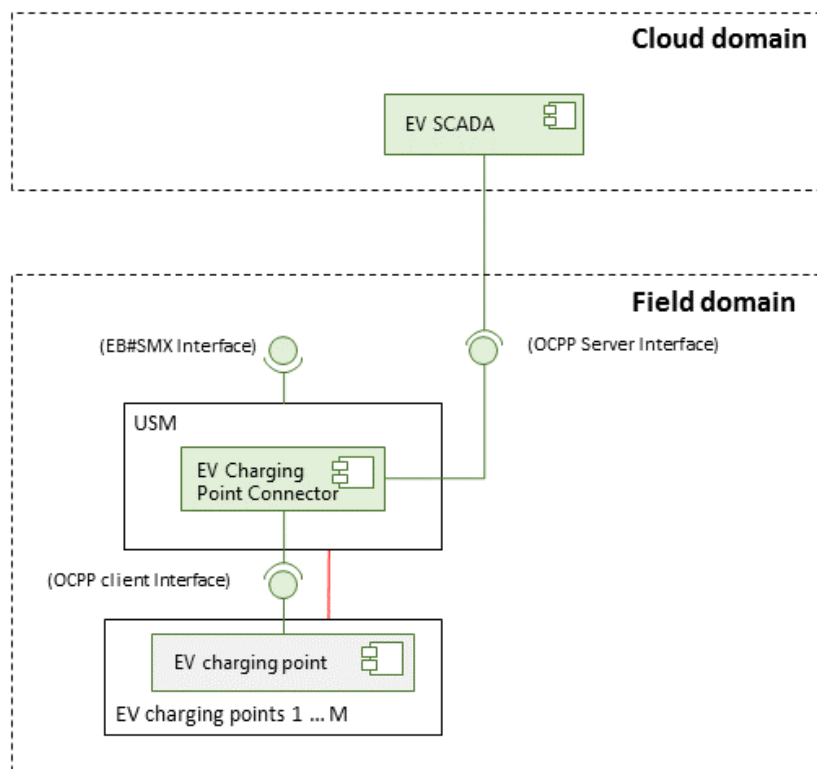 Cloud domain
EV SCADA
Field domain
(EB#SMX Interface)
(OCPP Server Interface)
USM
EV Charging
Point Connector
(OCPP client Interface)
EV charging point
EV charging points 1 ... M